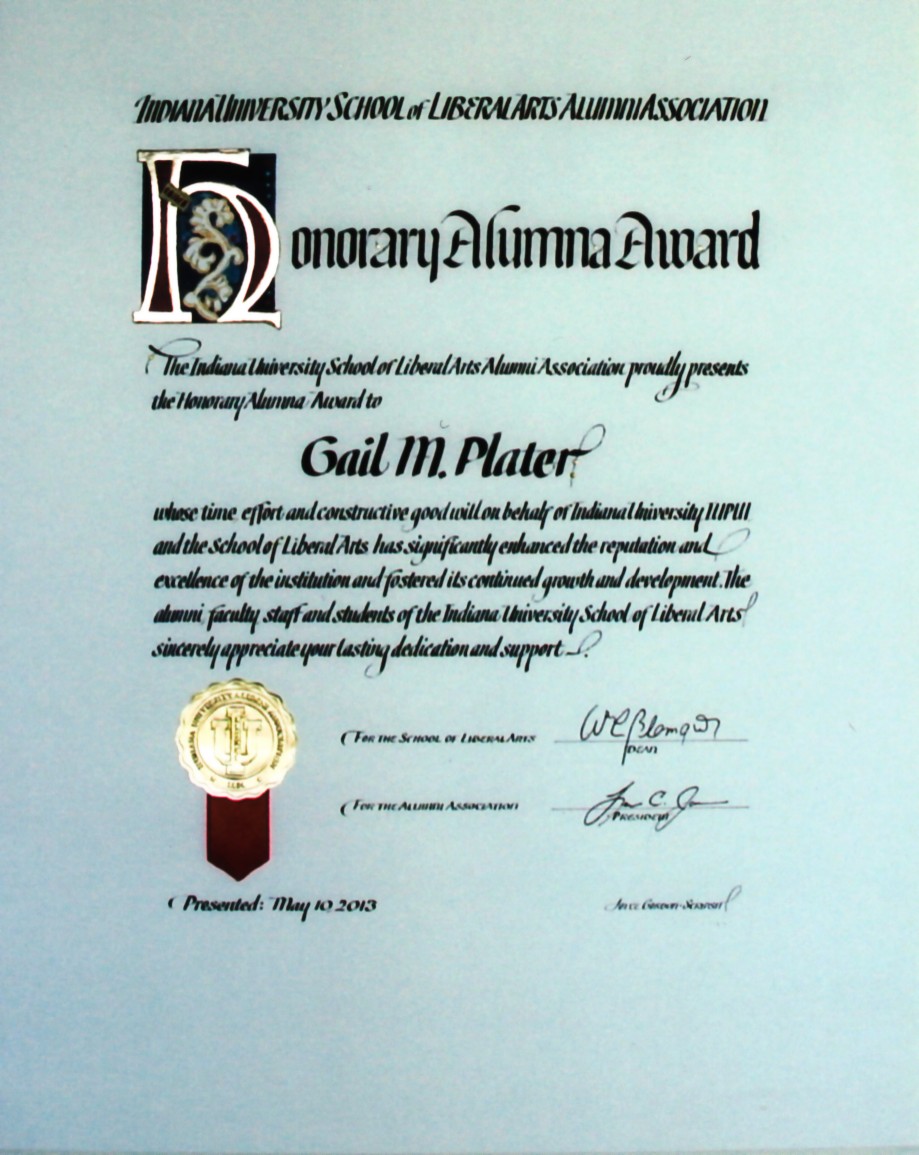 INDIANA UNIVERSITY SCHOOL of LIBERAL ARTS ALUMNI ASSOCIATION
Honorary Alumna Award
The Indiana University School of Liberal Arts Alumni Association proudly presents
the Honorary Alumna Award to
Gail M. Plater
whose time effort and constructive good will on behalf of Indiana University IUPUI
and the School of Liberal Arts has significantly enhanced the reputation and
excellence of the institution and fostered its continued growth and development. The
alumni, faculty, staff and students of the Indiana University School of Liberal Arts
sincerely appreciate your lasting dedication and support.
INDIANA UNIVERSITY ALUMNI ASSOCIATION
IU
FOR THE SCHOOL OF LIBERAL ARTS
DEAN
FOR THE ALUMNI ASSOCIATION
PRESIDENT
Presented: May 10, 2013